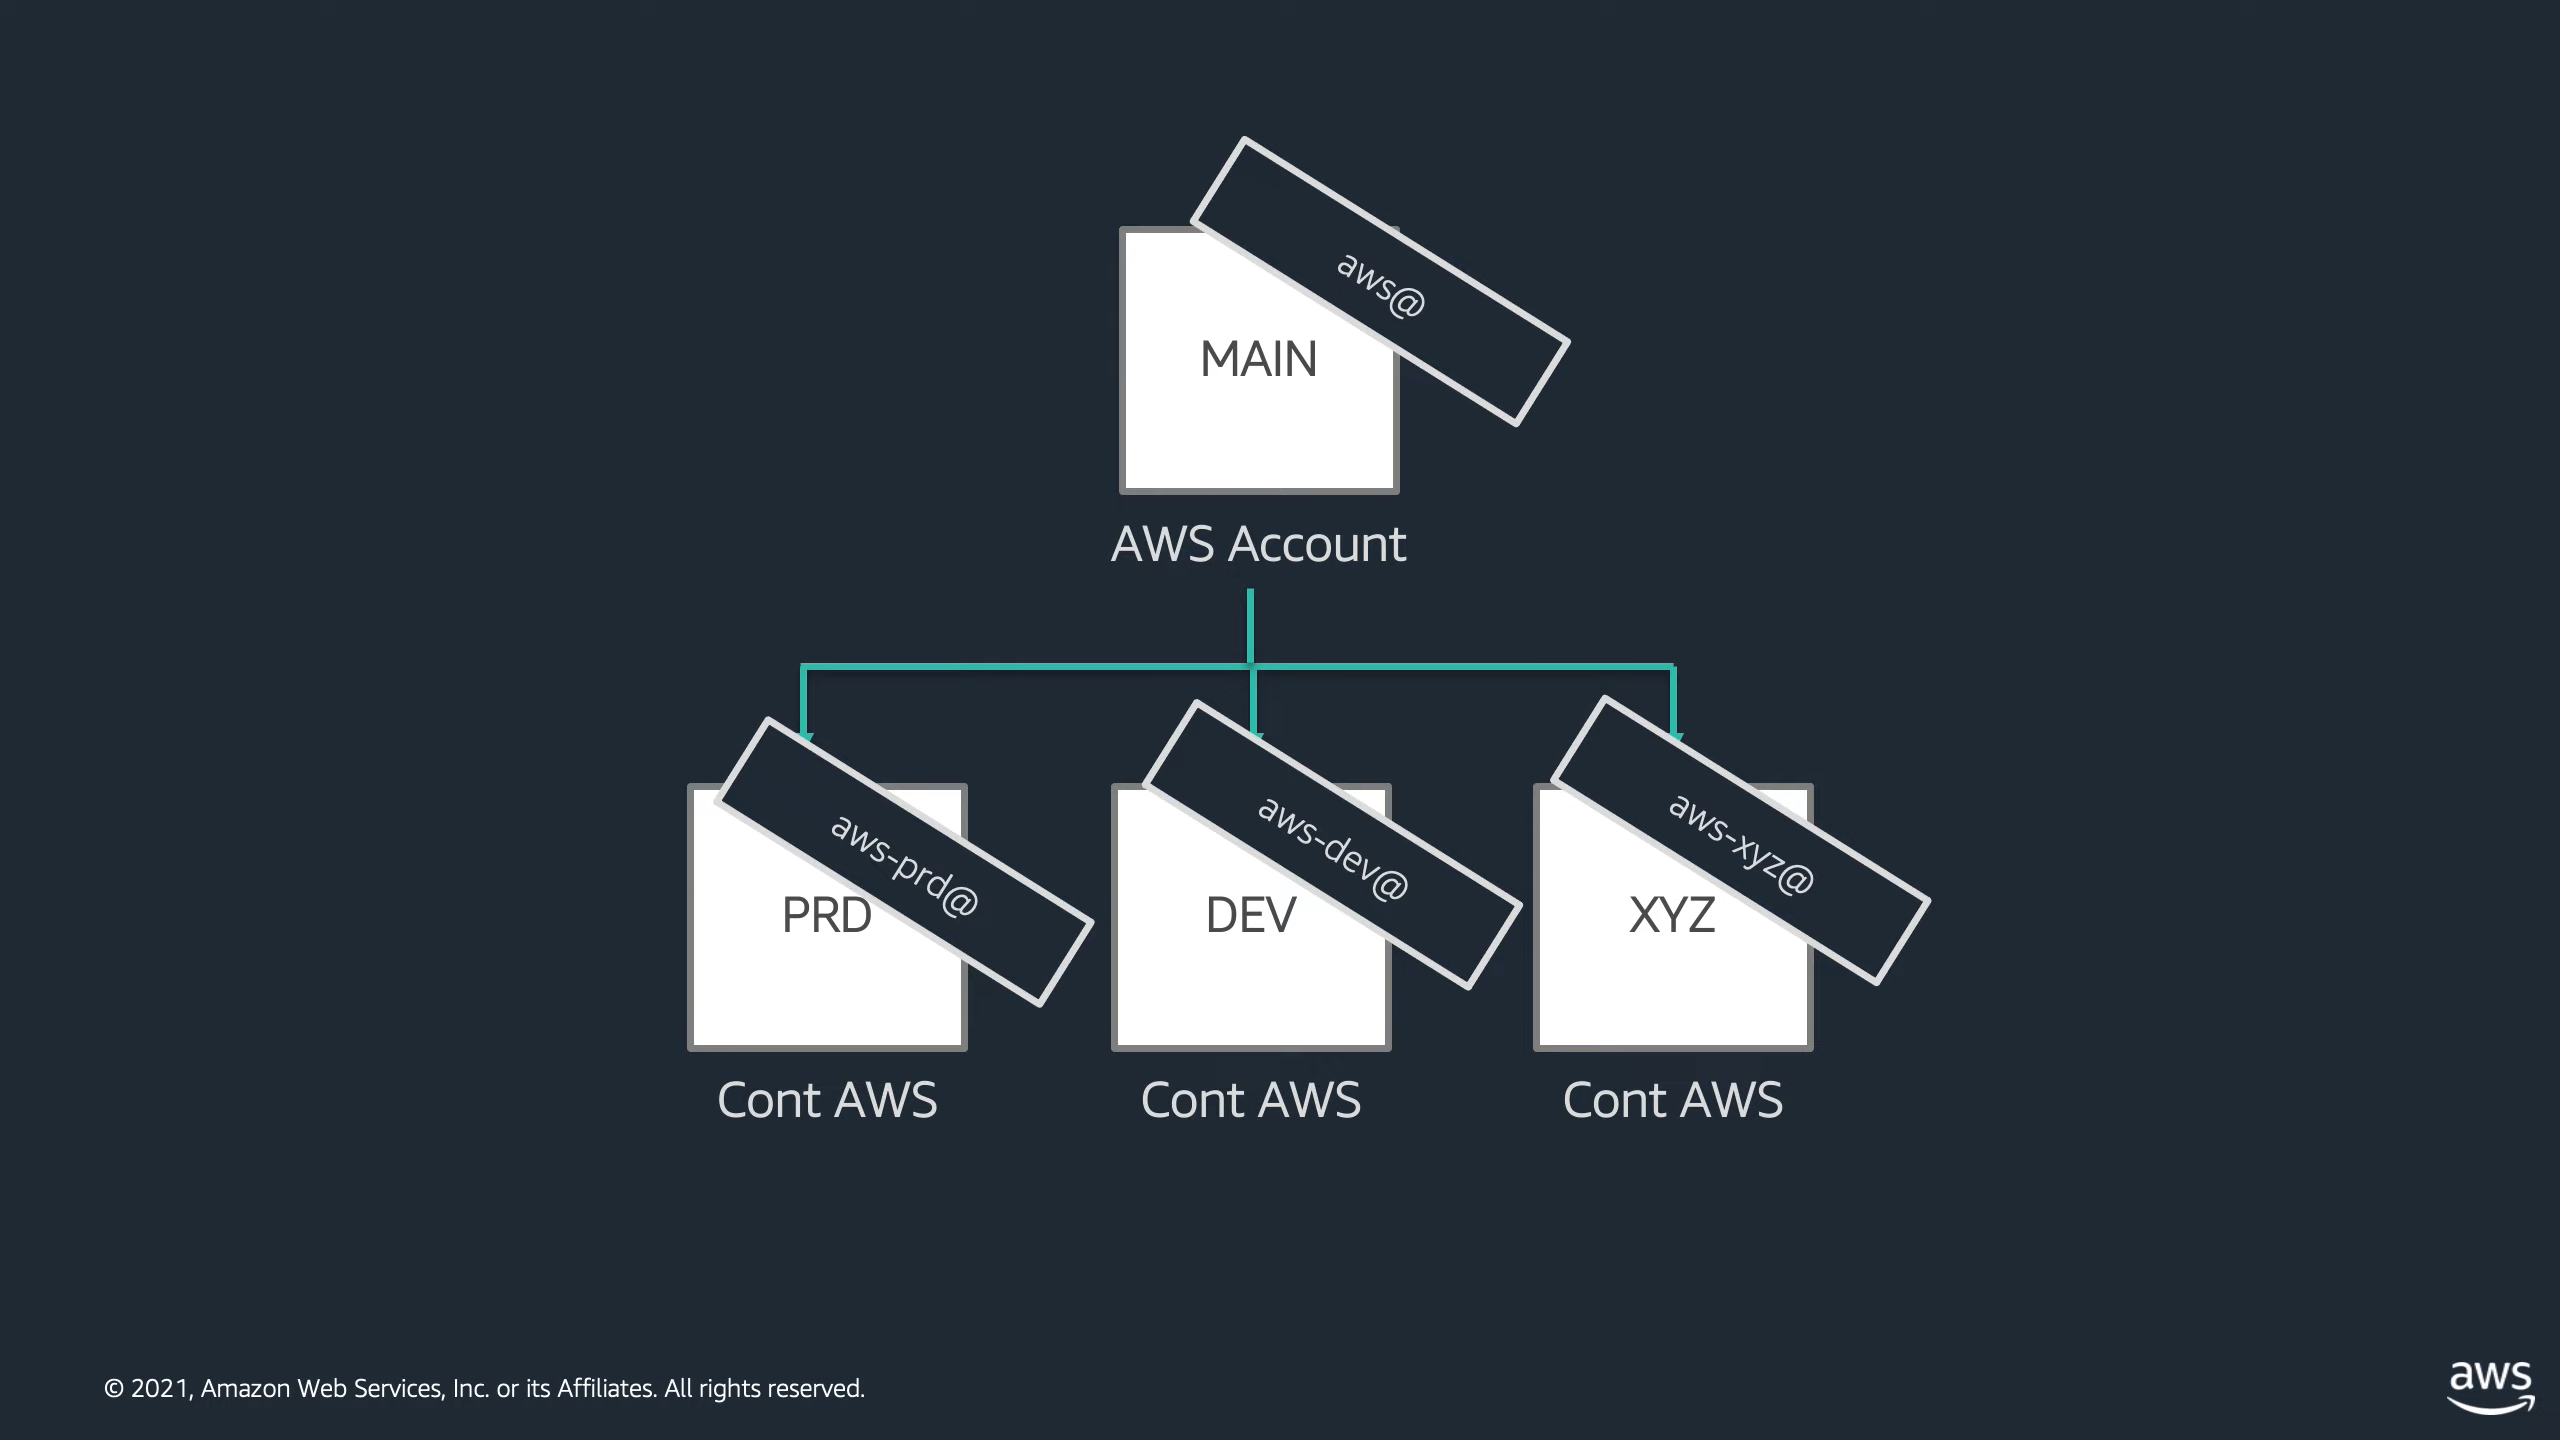 aws@
MAIN
AWS Account
aws-prd@
aws-dev@
aws-xyz@
PRD
DEV
XYZ
Cont AWS
Cont AWS
Cont AWS
© 2021, Amazon Web Services, Inc. or its Affiliates. All rights reserved.
aws